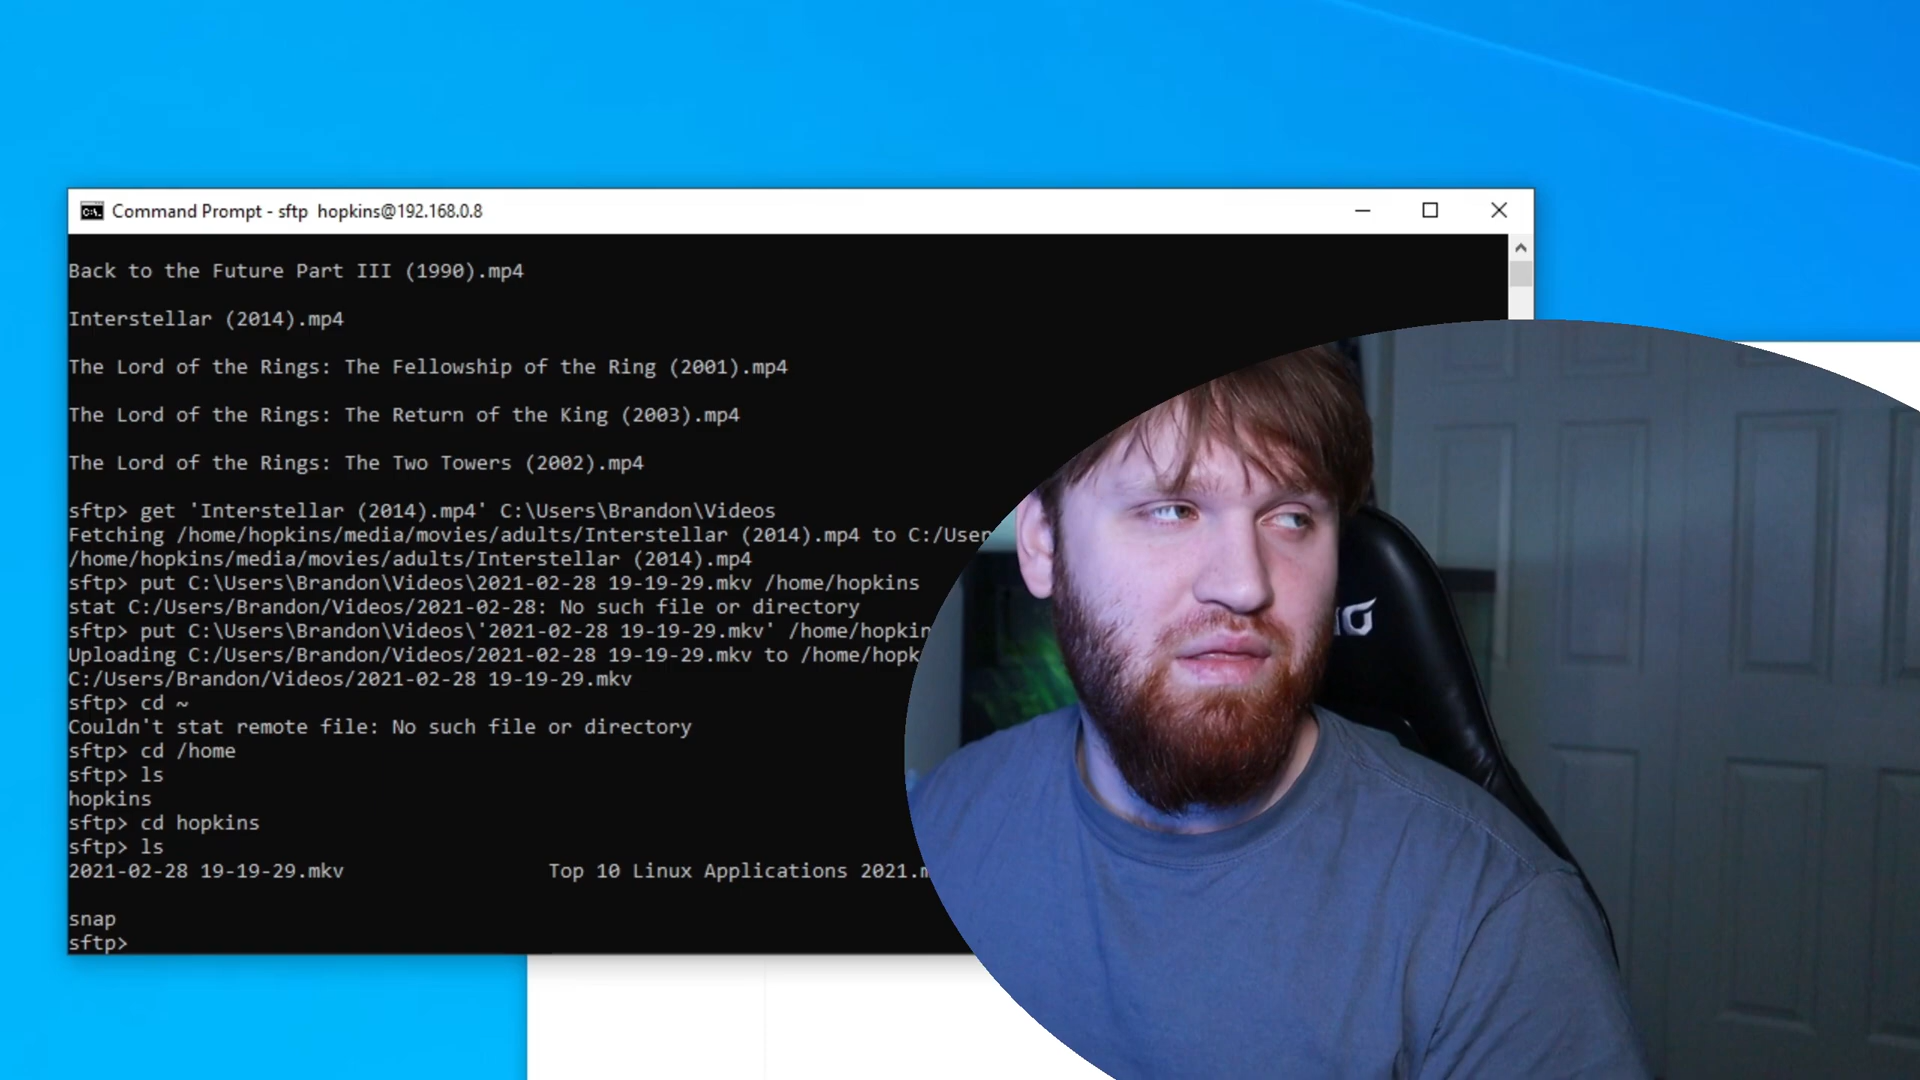 Command Prompt - sftp hopkins@192.168.0.8
Back to the Future Part III (1990).mp4
Interstellar (2014).mp4
The Lord of the Rings: The Fellowship of the Ring (2001).mp4
The Lord of the Rings: The Return of the King (2003).mp4
The Lord of the Rings: The Two Towers (2002).mp4
sftp> get 'Interstellar (2014).mp4' C:\Users\Brandon\Videos
Fetching /home/hopkins/media/movies/adults/Interstellar (2014).mp4 to C:/User
/home/hopkins/media/movies/adults/Interstellar (2014).mp4
sftp> put C:\Users\Brandon\Videos\2021-02-28 19-19-29.mkv /home/hopkins
stat C:/Users/Brandon/Videos/2021-02-28: No such file or directory
sftp> put C:\Users\Brandon\Videos\'2021-02-28 19-19-29.mkv' /home/hopkin
Uploading C:/Users/Brandon/Videos/2021-02-28 19-19-29.mkv to /home/hopk
C:/Users/Brandon/Videos/2021-02-28 19-19-29.mkv
sftp> cd ~
Couldn't stat remote file: No such file or directory
sftp> cd /home
sftp> ls
hopkins
sftp> cd hopkins
sftp> ls
2021-02-28 19-19-29.mkv Top 10 Linux Applications 2021.m
snap
sftp>